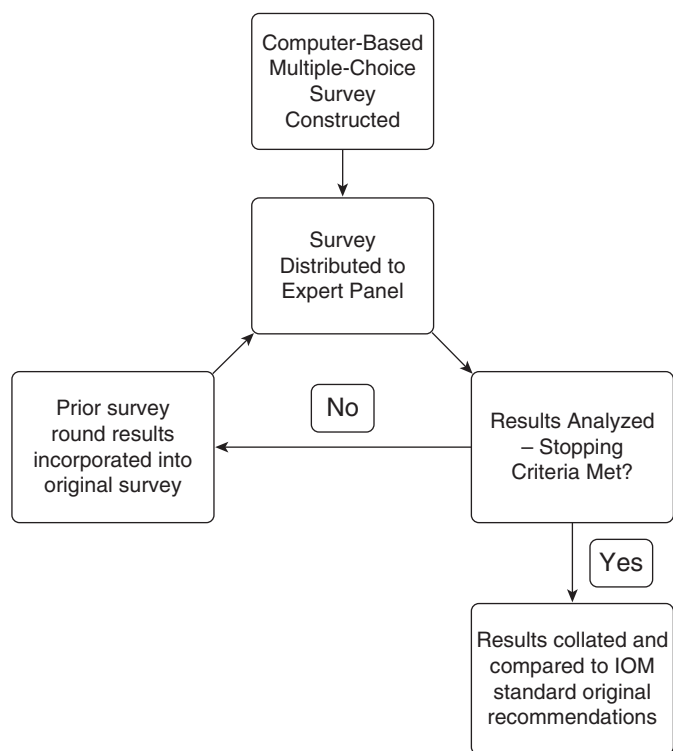 Computer-Based
Multiple-Choice
Survey
Constructed
Survey
Distributed to
Expert Panel
Prior survey
round results
incorporated into
original survey
No
Results Analyzed
– Stopping
Criteria Met?
Yes
Results collated and
compared to IOM
standard original
recommendations